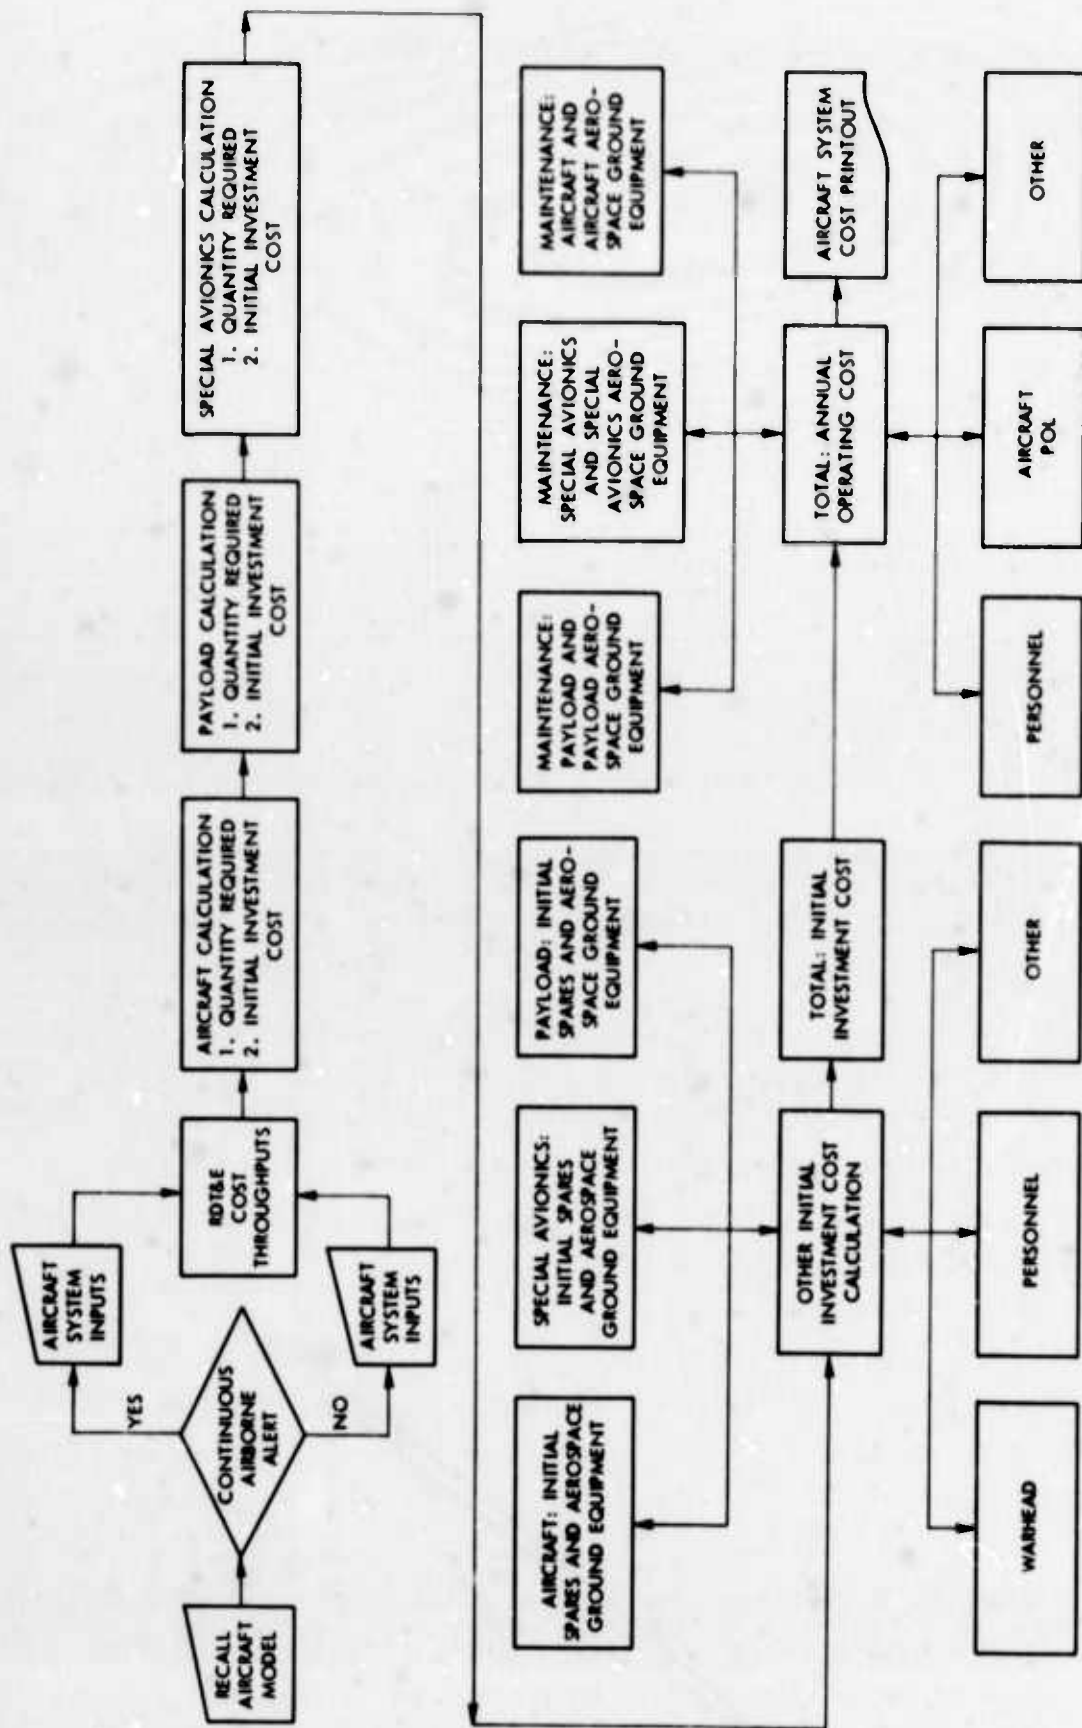 RECALL
AIRCRAFT
MODEL
CONTINUOUS
AIRBORNE
ALERT
YES
NO
AIRCRAFT
SYSTEM
INPUTS
AIRCRAFT
SYSTEM
INPUTS
RDT&E
COST
THROUGHPUTS
AIRCRAFT CALCULATION
1. QUANTITY REQUIRED
2. INITIAL INVESTMENT
COST
PAYLOAD CALCULATION
1. QUANTITY REQUIRED
2. INITIAL INVESTMENT
COST
SPECIAL AVIONICS CALCULATION
1. QUANTITY REQUIRED
2. INITIAL INVESTMENT
COST
AIRCRAFT: INITIAL
SPARES AND AEROSPACE
GROUND EQUIPMENT
SPECIAL AVIONICS:
INITIAL SPARES
AND AEROSPACE
GROUND EQUIPMENT
PAYLOAD: INITIAL
SPARES AND AERO-
SPACE GROUND
EQUIPMENT
MAINTENANCE:
PAYLOAD AND
PAYLOAD AERO-
SPACE GROUND
EQUIPMENT
MAINTENANCE:
SPECIAL AVIONICS
AND SPECIAL
AVIONICS AERO-
SPACE GROUND
EQUIPMENT
MAINTENANCE:
AIRCRAFT AND
AIRCRAFT AERO-
SPACE GROUND
EQUIPMENT
OTHER INITIAL
INVESTMENT COST
CALCULATION
TOTAL: INITIAL
INVESTMENT COST
TOTAL: ANNUAL
OPERATING COST
AIRCRAFT SYSTEM
COST PRINTOUT
WARHEAD
PERSONNEL
OTHER
PERSONNEL
AIRCRAFT
POL
OTHER